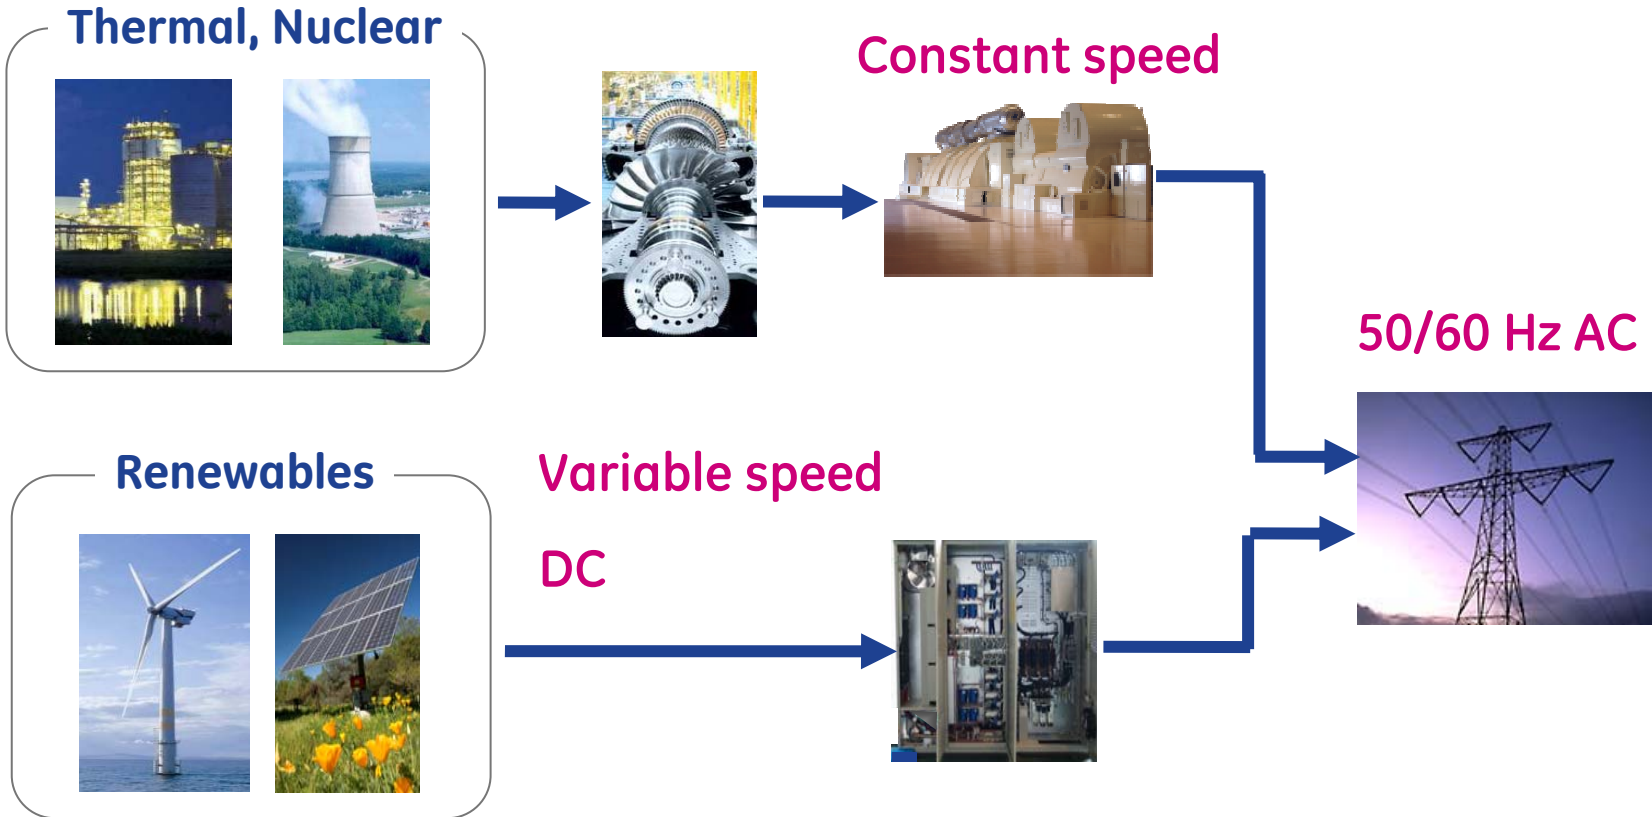 Thermal, Nuclear
Constant speed
50/60 Hz AC
Renewables
Variable speed
DC